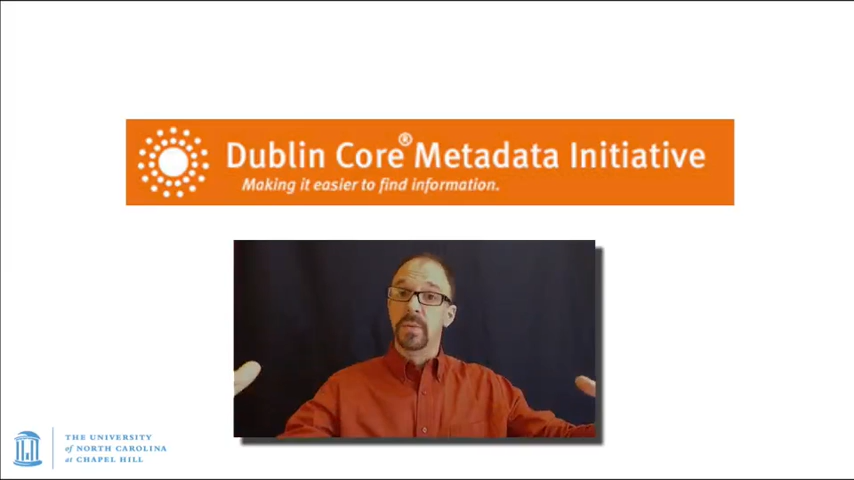 Dublin Core® Metadata Initiative
Making it easier to find information.
THE UNIVERSITY
of NORTH CAROLINA
at CHAPEL HILL